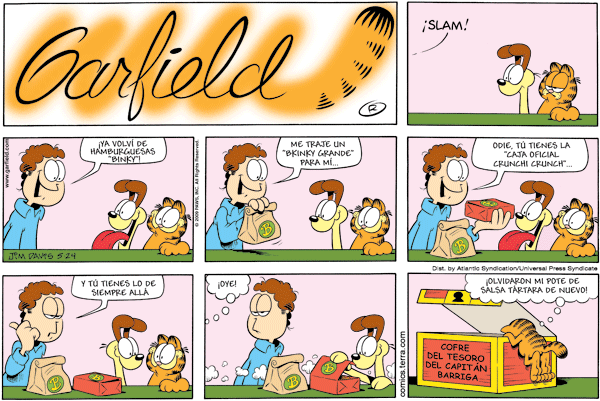 Garfield
R
¡SLAM!
www.garfield.com
¡YA VOLVÍ DE
HAMBURGUESAS
"BINKY"!
JIM DAVIS 5-24
© 2009 PAWS, INC. All Rights Reserved.
ME TRAJE UN
"BKINKY GRANDE"
PARA MÍ...
ODIE, TÚ TIENES LA
"CAJA OFICIAL
CRUNCHI CRUNCH"...
Dist. by Atlantic Syndication/Universal Press Syndicate
Y TÚ TIENES LO DE
SIEMPRE ALLÁ
¡OYE!
comics.terra.com
¡OLVIDARON MI POTE DE
SALSA TÁRTARA DE NUEVO!
COFRE
DEL TESORO
DEL CAPITÁN
BARRIGA